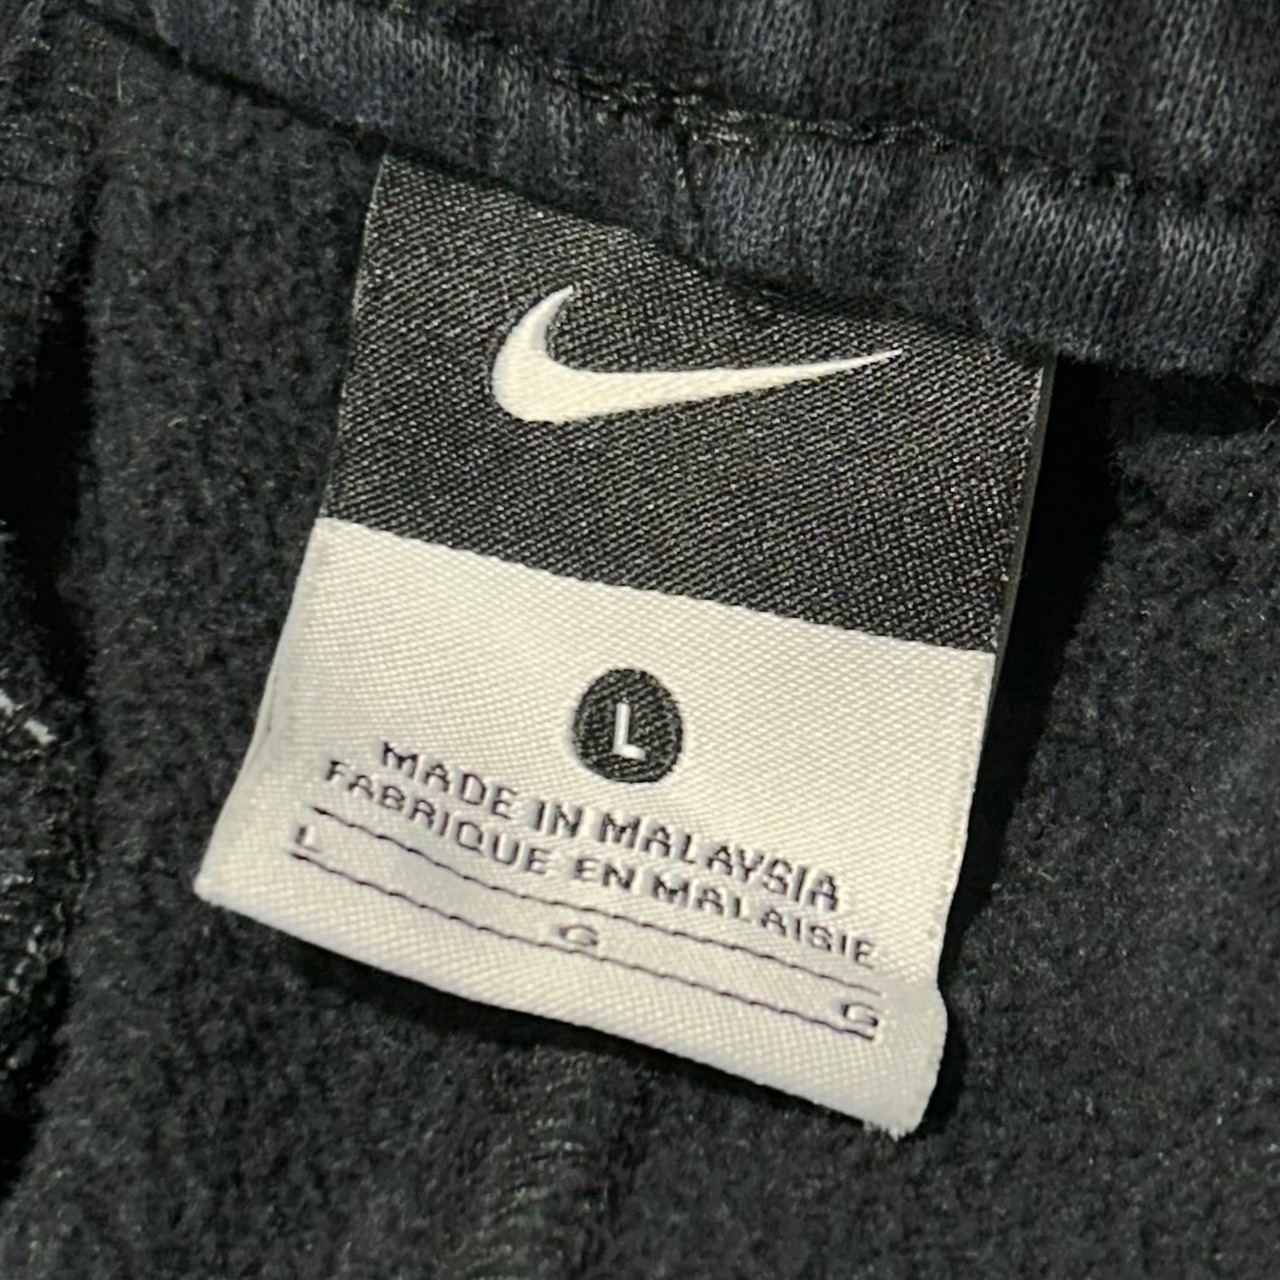 L
MADE IN MALAYSIA
FABRIQUE EN MALAISIE
L G G